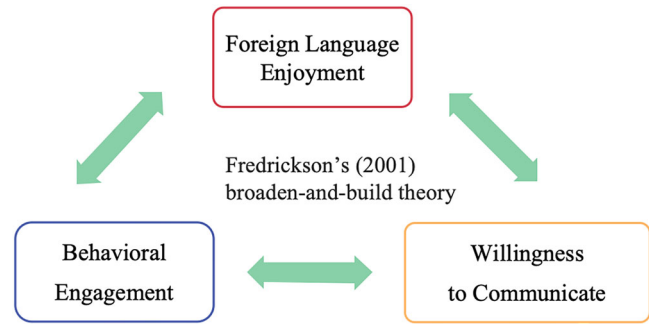 Foreign Language
Enjoyment
Fredrickson's (2001)
broaden-and-build theory
Behavioral
Engagement
Willingness
to Communicate